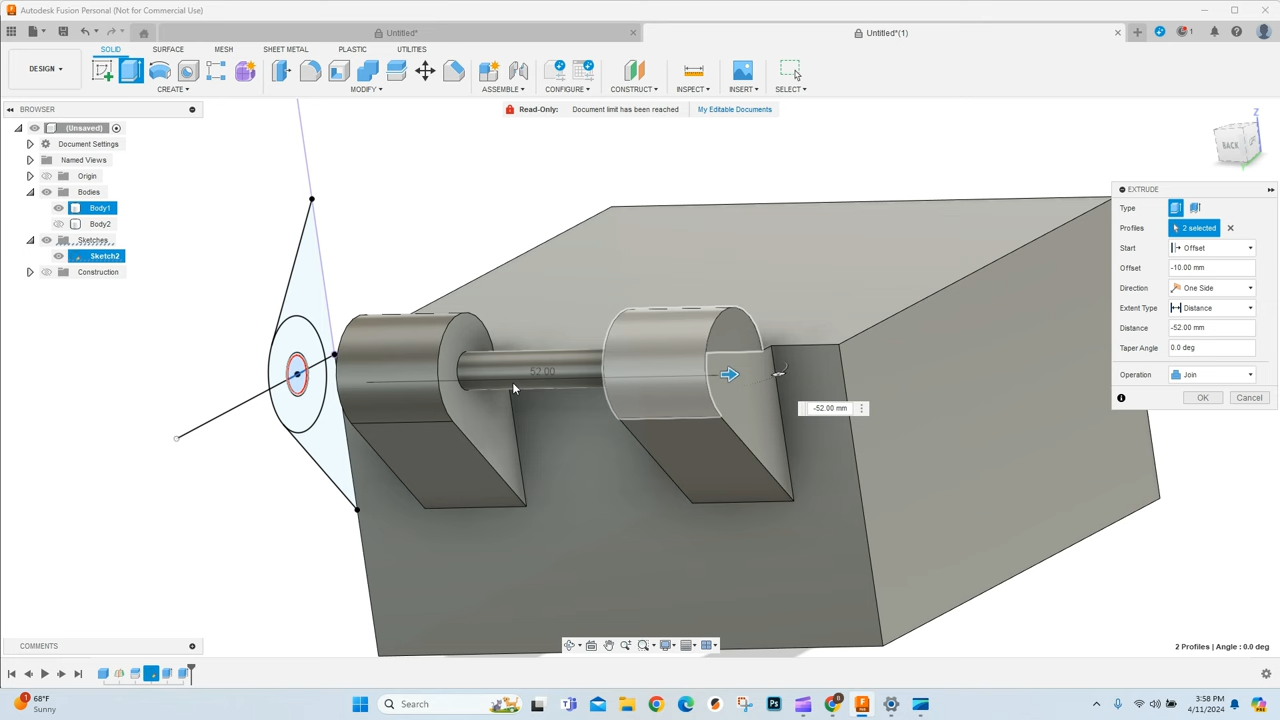 Autodesk Fusion Personal (Not for Commercial Use)
Untitled*
Untitled*(1)
DESIGN
SOLID
SURFACE
MESH
SHEET METAL
PLASTIC
UTILITIES
CREATE
MODIFY
ASSEMBLE
CONFIGURE
CONSTRUCT
INSPECT
INSERT
SELECT
BROWSER
Read-Only: Document limit has been reached My Editable Documents
(Unsaved)
Document Settings
Named Views
Origin
Bodies
Body1
Body2
Sketches
Sketch2
Construction
Z
BACK
EXTRUDE
Type
Profiles 2 selected
Start Offset
Offset -10.00 mm
Direction One Side
Extent Type Distance
Distance -52.00 mm
Taper Angle 0.0 deg
Operation Join
OK Cancel
52.00
-52.00 mm
COMMENTS
2 Profiles | Angle : 0.0 deg
68°F
Sunny
Search
3:58 PM
4/11/2024